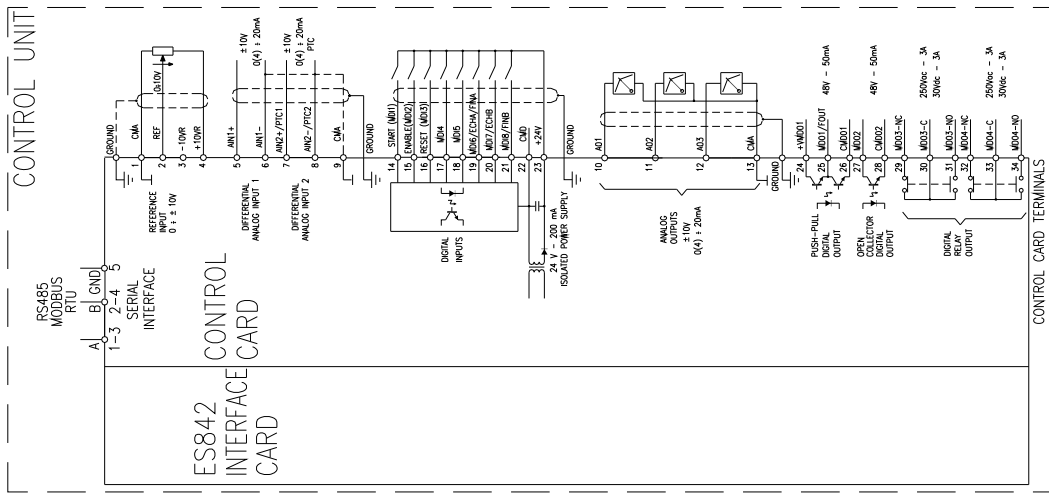 CONTROL UNIT
GROUND
CMA
REF
-10VR
+10VR
1
2
3
4
0±10V
REFERENCE
INPUT
0 ÷ ± 10V
AIN1+
AIN1-
AIN2+/PTC1
AIN2-/PTC2
CMA
5
6
7
8
9
±10V
0(4) ÷ 20mA
±10V
0(4) ÷ 20mA
PTC
DIFFERENTIAL
ANALOG INPUT 1
DIFFERENTIAL
ANALOG INPUT 2
GROUND
START (MDI1)
ENABLE(MDI2)
RESET (MDI3)
MDI4
MDI5
MDI6/ECHA/FINA
MDI7/ECHB
MDI8/FINB
CMD
+24V
14
15
16
17
18
19
20
21
22
23
DIGITAL
INPUTS
24 V - 200 mA
ISOLATED POWER SUPPLY
GROUND
AO1
AO2
AO3
CMA
10
11
12
13
ANALOG
OUTPUTS
±10V
0(4) ÷ 20mA
GROUND
+VMDO1
MDO1/FOUT
CMDO1
MDO2
CMDO2
MDO3-NC
MDO3-C
MDO3-NO
MDO4-NC
MDO4-C
MDO4-NO
24
25
26
27
28
29
30
31
32
33
34
48V - 50mA
48V - 50mA
250Vac - 3A
30Vdc - 3A
250Vac - 3A
30Vdc - 3A
PUSH-PULL
DIGITAL
OUTPUT
OPEN
COLLECTOR
DIGITAL
OUTPUT
DIGITAL
RELAY
OUTPUT
RS485
MODBUS
RTU
A
B
GND
1-3
2-4
5
SERIAL
INTERFACE
CONTROL
CARD
ES842
INTERFACE
CARD
CONTROL CARD TERMINALS